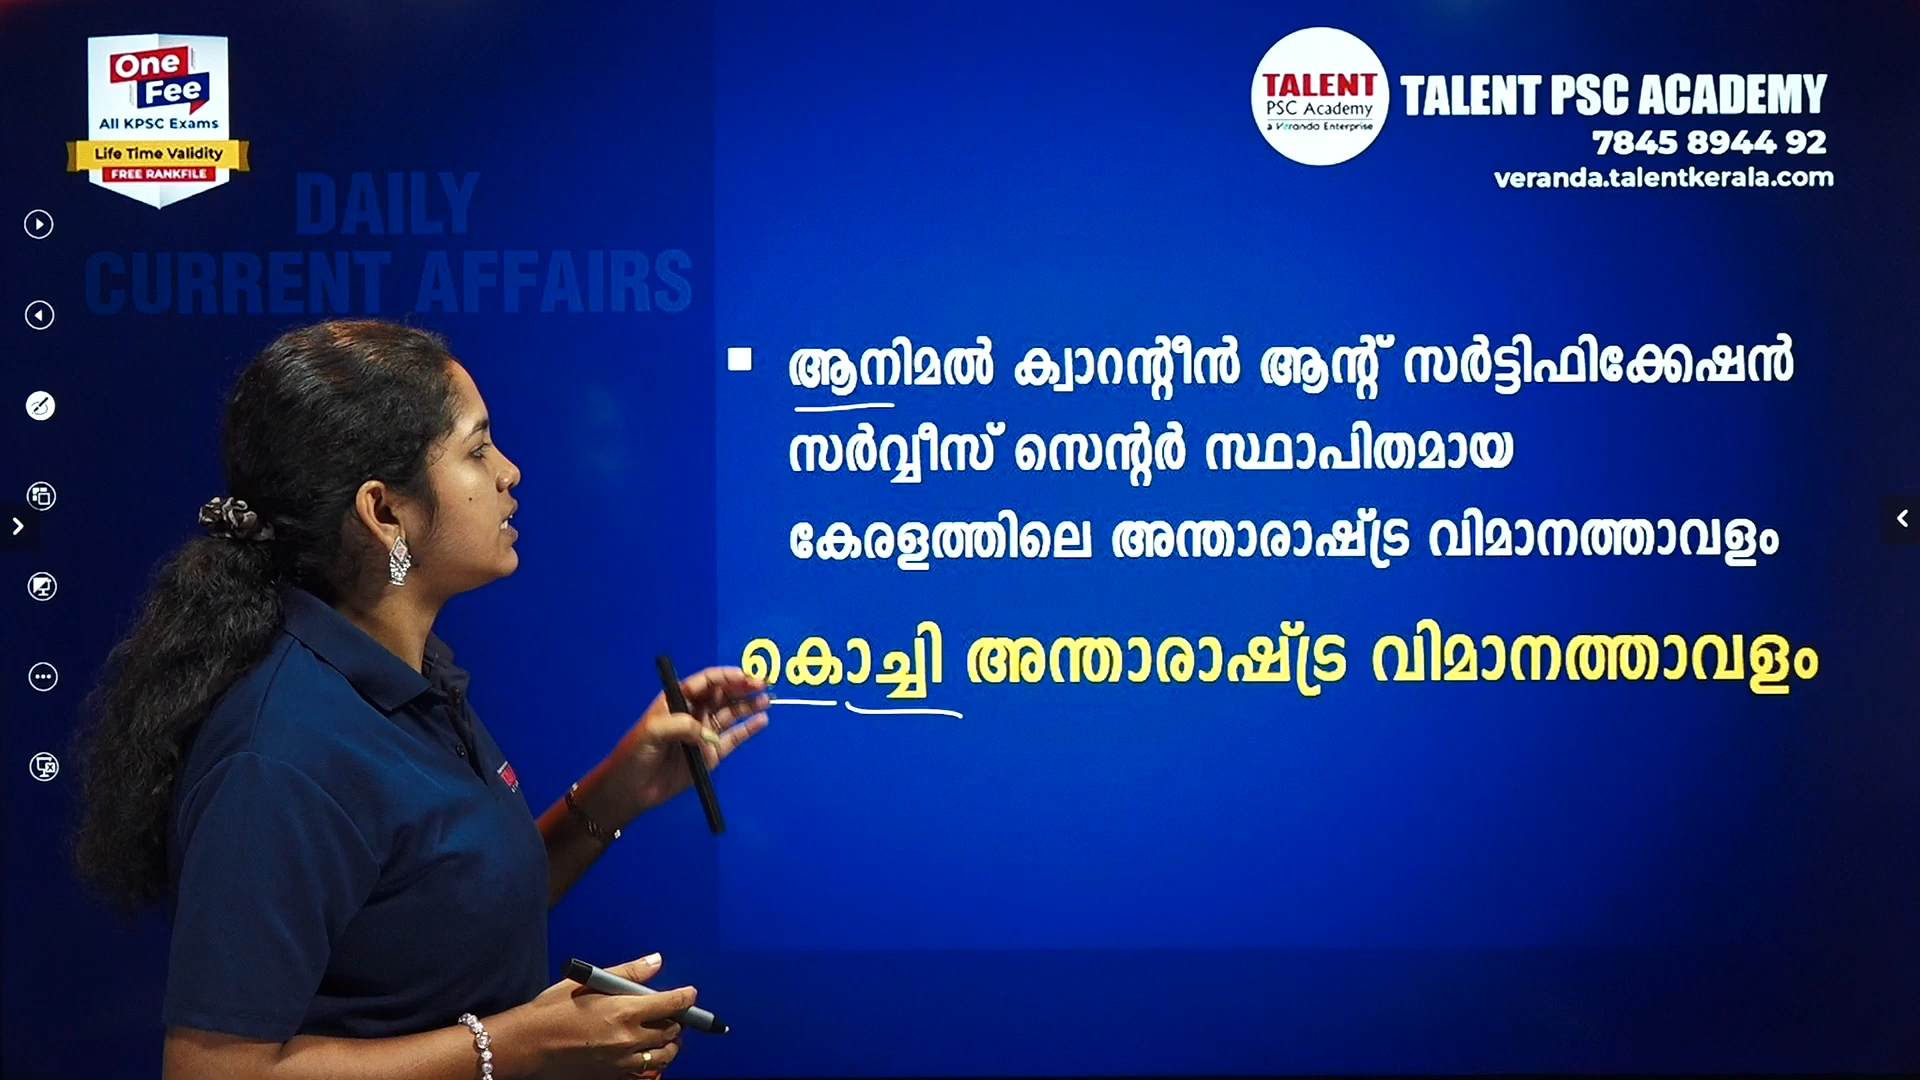 One
Fee
All KPSC Exams
Life Time Validity
FREE RANKFILE
TALENT
PSC Academy
a Veranda Enterprise
TALENT PSC ACADEMY
7845 8944 92
veranda.talentkerala.com
DAILY
CURRENT AFFAIRS
ആനിമൽ ക്വാറന്റീൻ ആന്റ് സർട്ടിഫിക്കേഷൻ
സർവ്വീസ് സെന്റർ സ്ഥാപിതമായ
കേരളത്തിലെ അന്താരാഷ്ട്ര വിമാനത്താവളം
കൊച്ചി അന്താരാഷ്ട്ര വിമാനത്താവളം